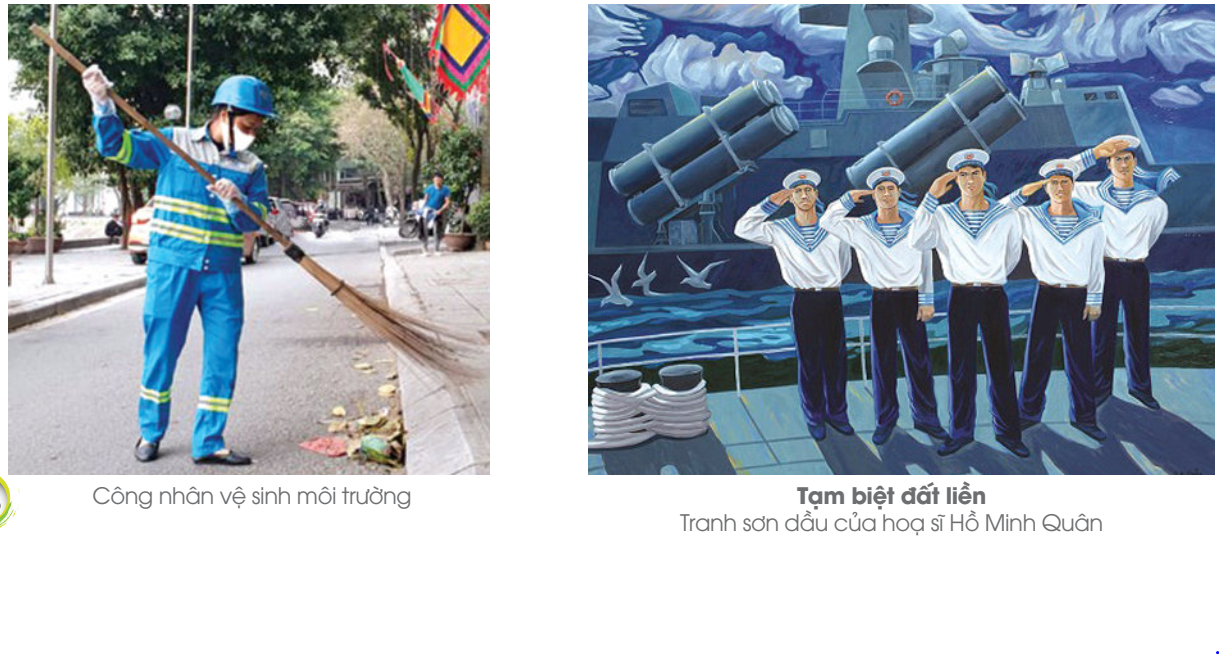 Công nhân vệ sinh môi trường
Tạm biệt đất liền
Tranh sơn dầu của hoạ sĩ Hồ Minh Quân